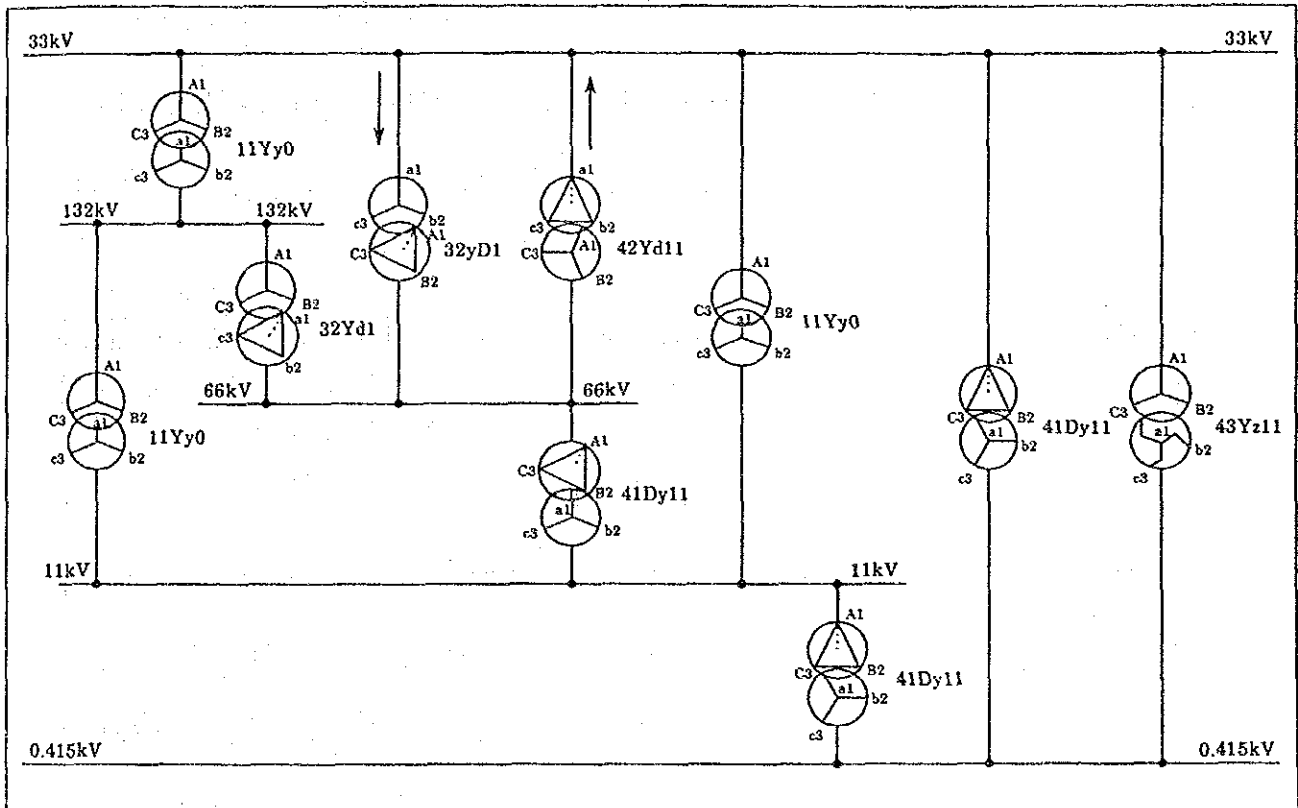 33kV 33kV
A1
C3 B2
a1
11Yy0
c3 b2
132kV 132kV
a1
c3 b2
A1
32yD1
C3
B2
a1
c3 b2
42Yd11
C3 A1
B2
A1
C3 B2
a1
32Yd1
c3
b2
A1
C3 B2
a1
11Yy0
c3 b2
66kV 66kV
A1
C3 B2
a1
11Yy0
c3 b2
A1
C3
B2
41Dy11
a1
c3 b2
A1
C3 B2
41Dy11
a1
b2
c3
A1
C3 B2
43Yz11
a1
b2
c3
11kV 11kV
A1
C3 B2
41Dy11
a1
b2
c3
0.415kV 0.415kV